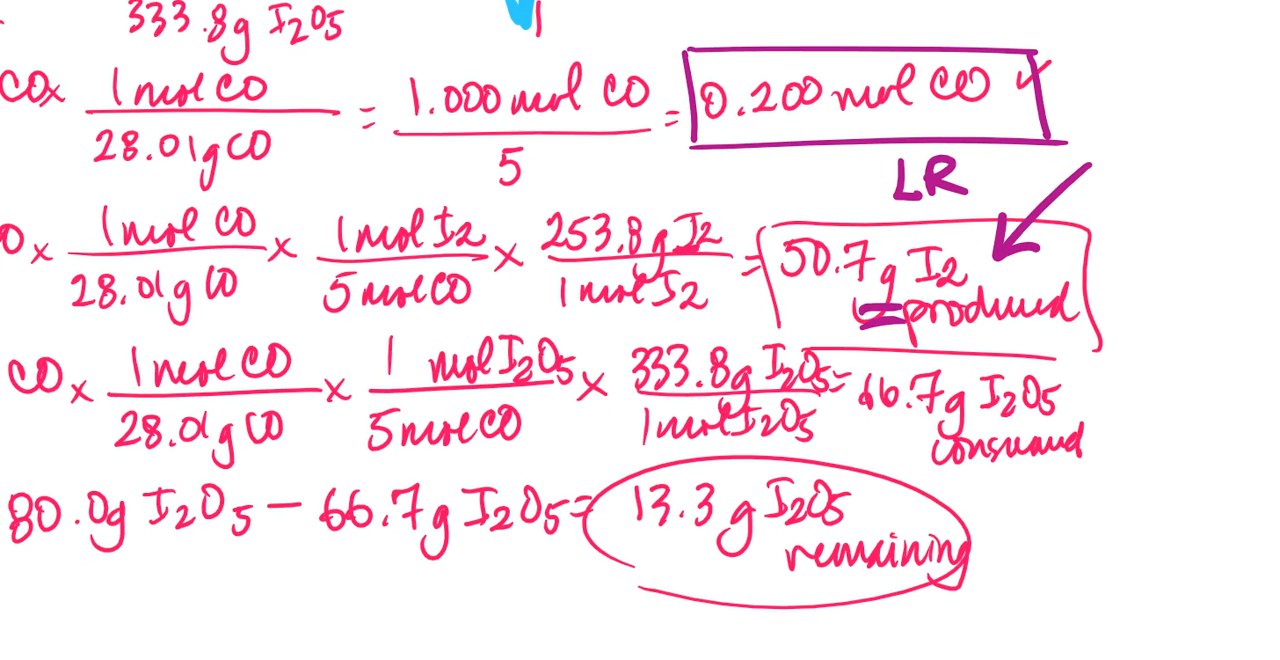 333.8g I2O5
CO x 1 mol CO / 28.01g CO = 1.000 mol CO / 5 = 0.200 mol CO ✓
LR
O x 1 mol CO / 28.01g CO x 1 mol I2 / 5 mol CO x 253.8g I2 / 1 mol I2 = 50.7g I2
produced
CO x 1 mol CO / 28.01g CO x 1 mol I2O5 / 5 mol CO x 333.8g I2O5 / 1 mol I2O5 = 66.7g I2O5
consumed
80.0g I2O5 - 66.7g I2O5 = 13.3g I2O5
remaining